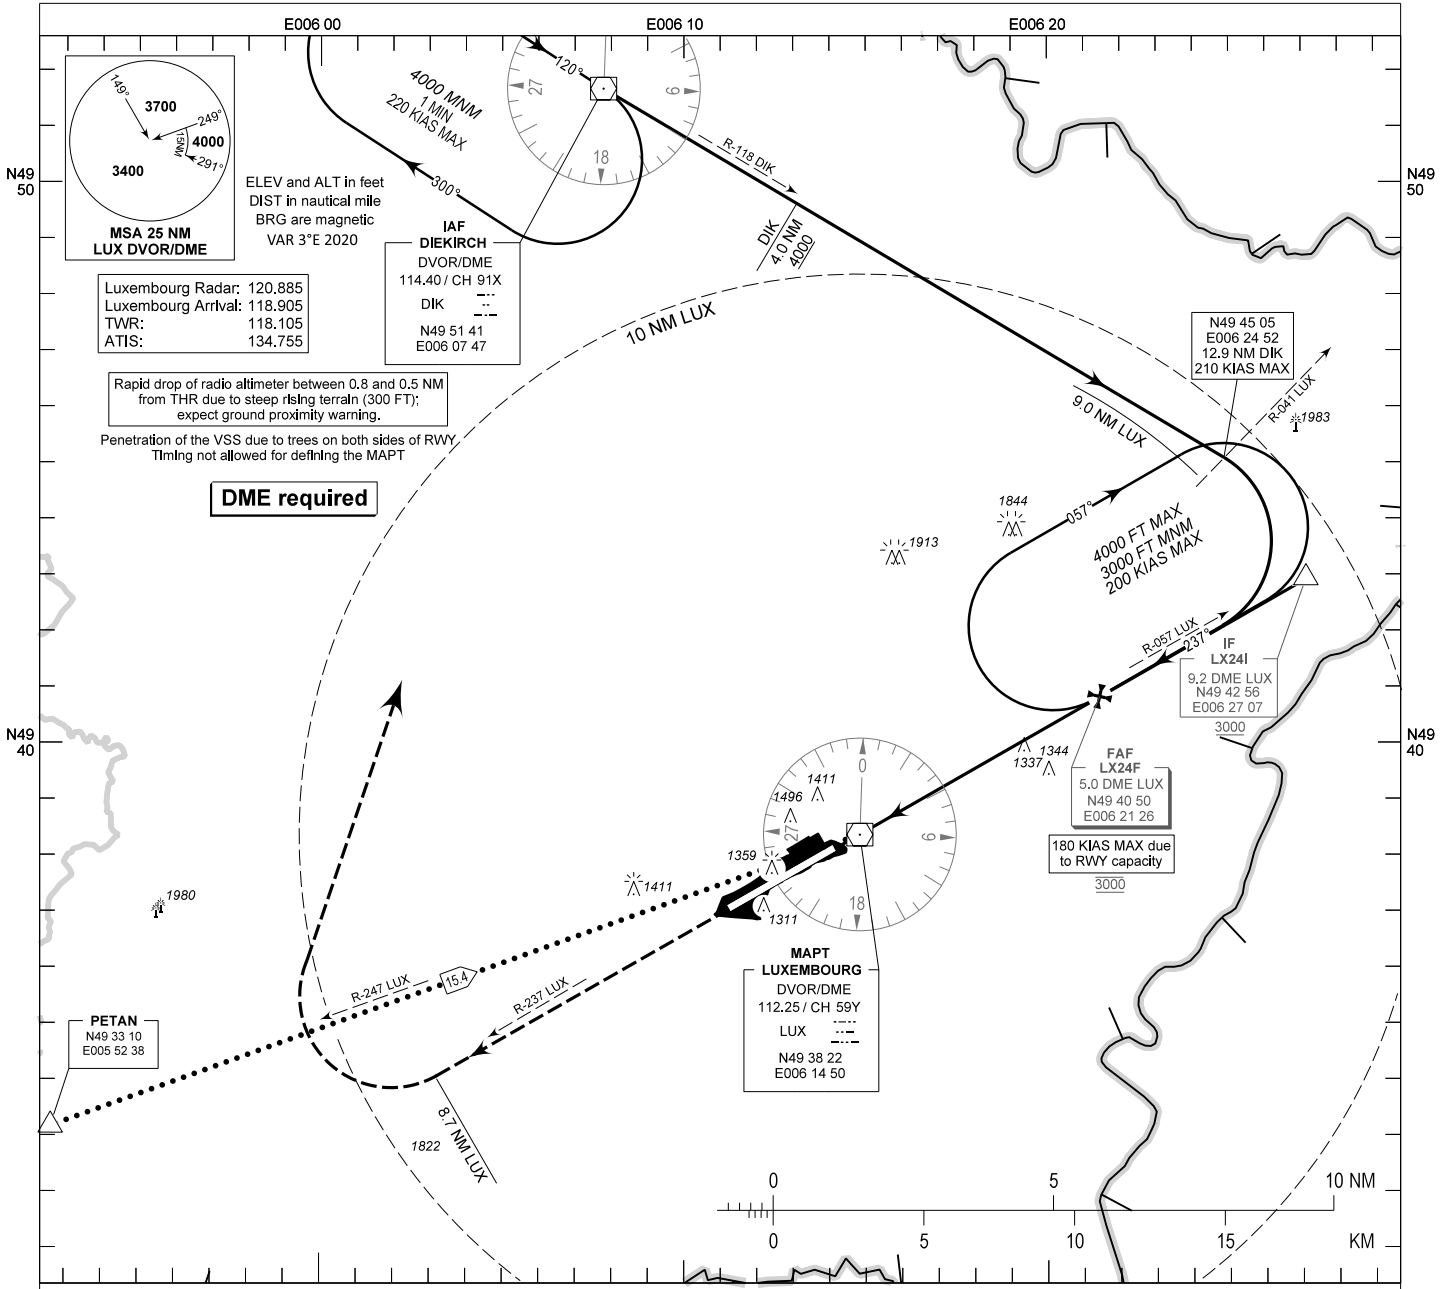 E006 00
E006 10
E006 20
149°
3700
249°
4000
15NM
291°
3400
MSA 25 NM
LUX DVOR/DME
ELEV and ALT in feet
DIST in nautical mile
BRG are magnetic
VAR 3°E 2020
Luxembourg Radar: 120.885
Luxembourg Arrival: 118.905
TWR: 118.105
ATIS: 134.755
Rapid drop of radio altimeter between 0.8 and 0.5 NM
from THR due to steep rising terrain (300 FT);
expect ground proximity warning.
Penetration of the VSS due to trees on both sides of RWY
Timing not allowed for defining the MAPT
DME required
4000 MNM
1 MIN
220 KIAS MAX
120°
300°
27
9
18
IAF
DIEKIRCH
DVOR/DME
114.40 / CH 91X
DIK
N49 51 41
E006 07 47
R-118 DIK
DIK
4.0 NM
4000
N49
50
N49
50
10 NM LUX
N49 45 05
E006 24 52
12.9 NM DIK
210 KIAS MAX
9.0 NM LUX
R-041 LUX
1983
1844
1913
057°
4000 FT MAX
3000 FT MNM
200 KIAS MAX
R-057 LUX
237°
IF
LX24I
9.2 DME LUX
N49 42 56
E006 27 07
3000
N49
40
N49
40
FAF
LX24F
5.0 DME LUX
N49 40 50
E006 21 26
180 KIAS MAX due
to RWY capacity
3000
1337
1344
0
9
18
27
1411
1496
1359
1411
1311
1980
MAPT
LUXEMBOURG
DVOR/DME
112.25 / CH 59Y
LUX
N49 38 22
E006 14 50
R-247 LUX
15.4
R-237 LUX
PETAN
N49 33 10
E005 52 38
8.7 NM LUX
1822
0
5
10 NM
0
5
10
15
KM